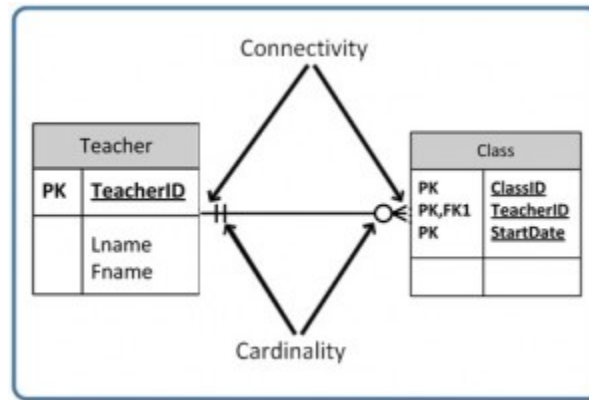 Connectivity
Teacher
PK TeacherID
Lname
Fname
Class
PK ClassID
PK,FK1 TeacherID
PK StartDate
Cardinality